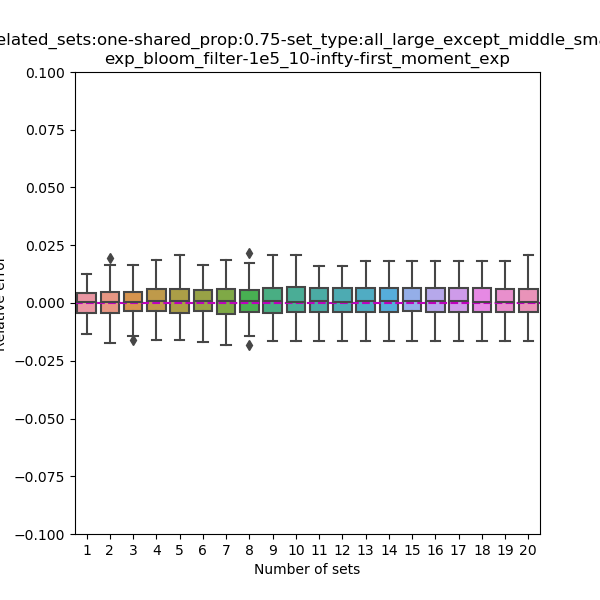 elated_sets:one-shared_prop:0.75-set_type:all_large_except_middle_sm
exp_bloom_filter-1e5_10-infty-first_moment_exp
0.100
0.075
0.050
0.025
0.000
−0.025
−0.050
−0.075
−0.100
Relative error
1 2 3 4 5 6 7 8 9 10 11 12 13 14 15 16 17 18 19 20
Number of sets